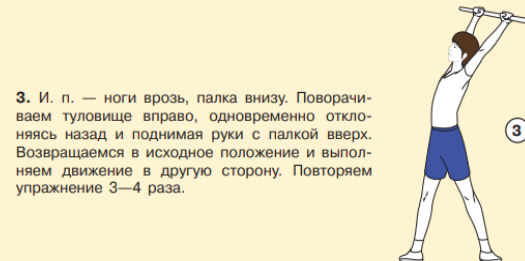 3. И. п. — ноги врозь, палка внизу. Поворачи-
ваем туловище вправо, одновременно откло-
няясь назад и поднимая руки с палкой вверх.
Возвращаемся в исходное положение и выпол-
няем движение в другую сторону. Повторяем
упражнение 3—4 раза.
3